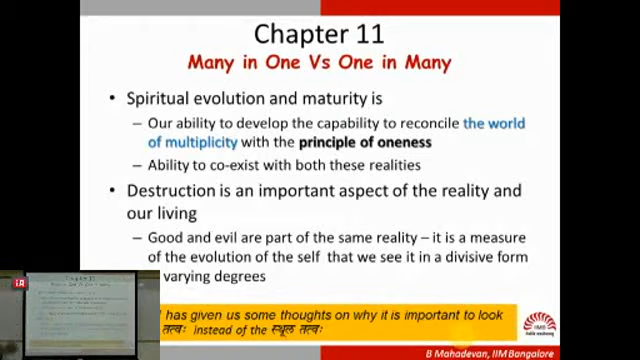 Chapter 11
Many in One Vs One in Many
• Spiritual evolution and maturity is
– Our ability to develop the capability to reconcile the world
of multiplicity with the principle of oneness
– Ability to co-exist with both these realities
• Destruction is an important aspect of the reality and
our living
– Good and evil are part of the same reality – it is a measure
of the evolution of the self that we see it in a divisive form
varying degrees
has given us some thoughts on why it is important to look
तत्वः instead of the स्थूल तत्वः
IIMB
B Mahadevan, IIM Bangalore